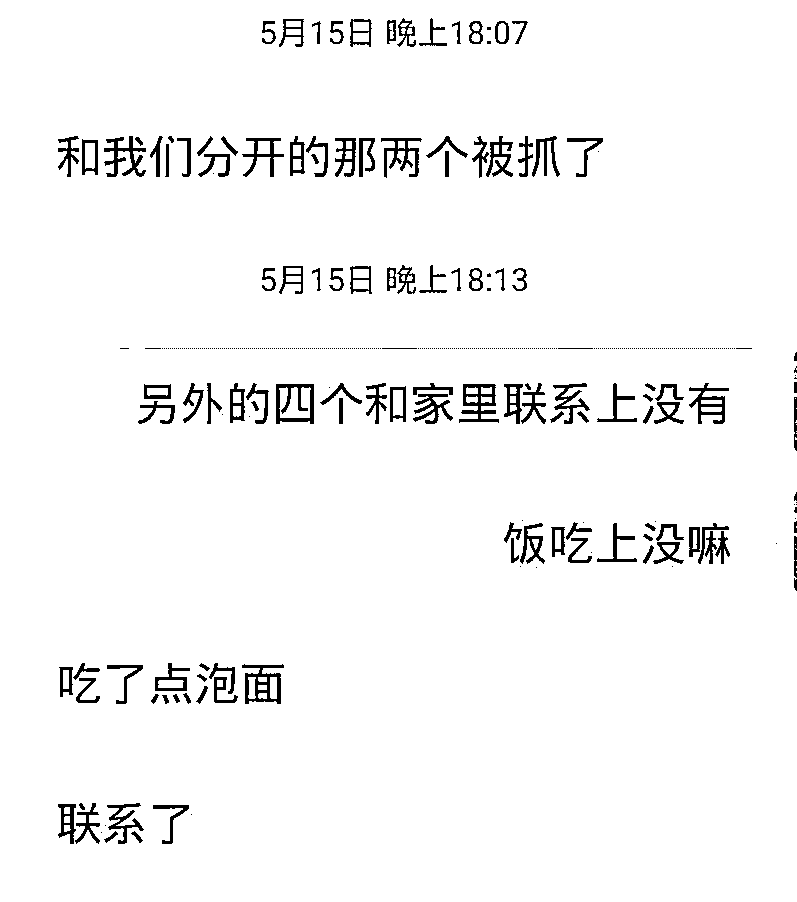 5月15日 晚上18:07
和我们分开的那两个被抓了
5月15日 晚上18:13
另外的四个和家里联系上没有
饭吃上没嘛
吃了点泡面
联系了